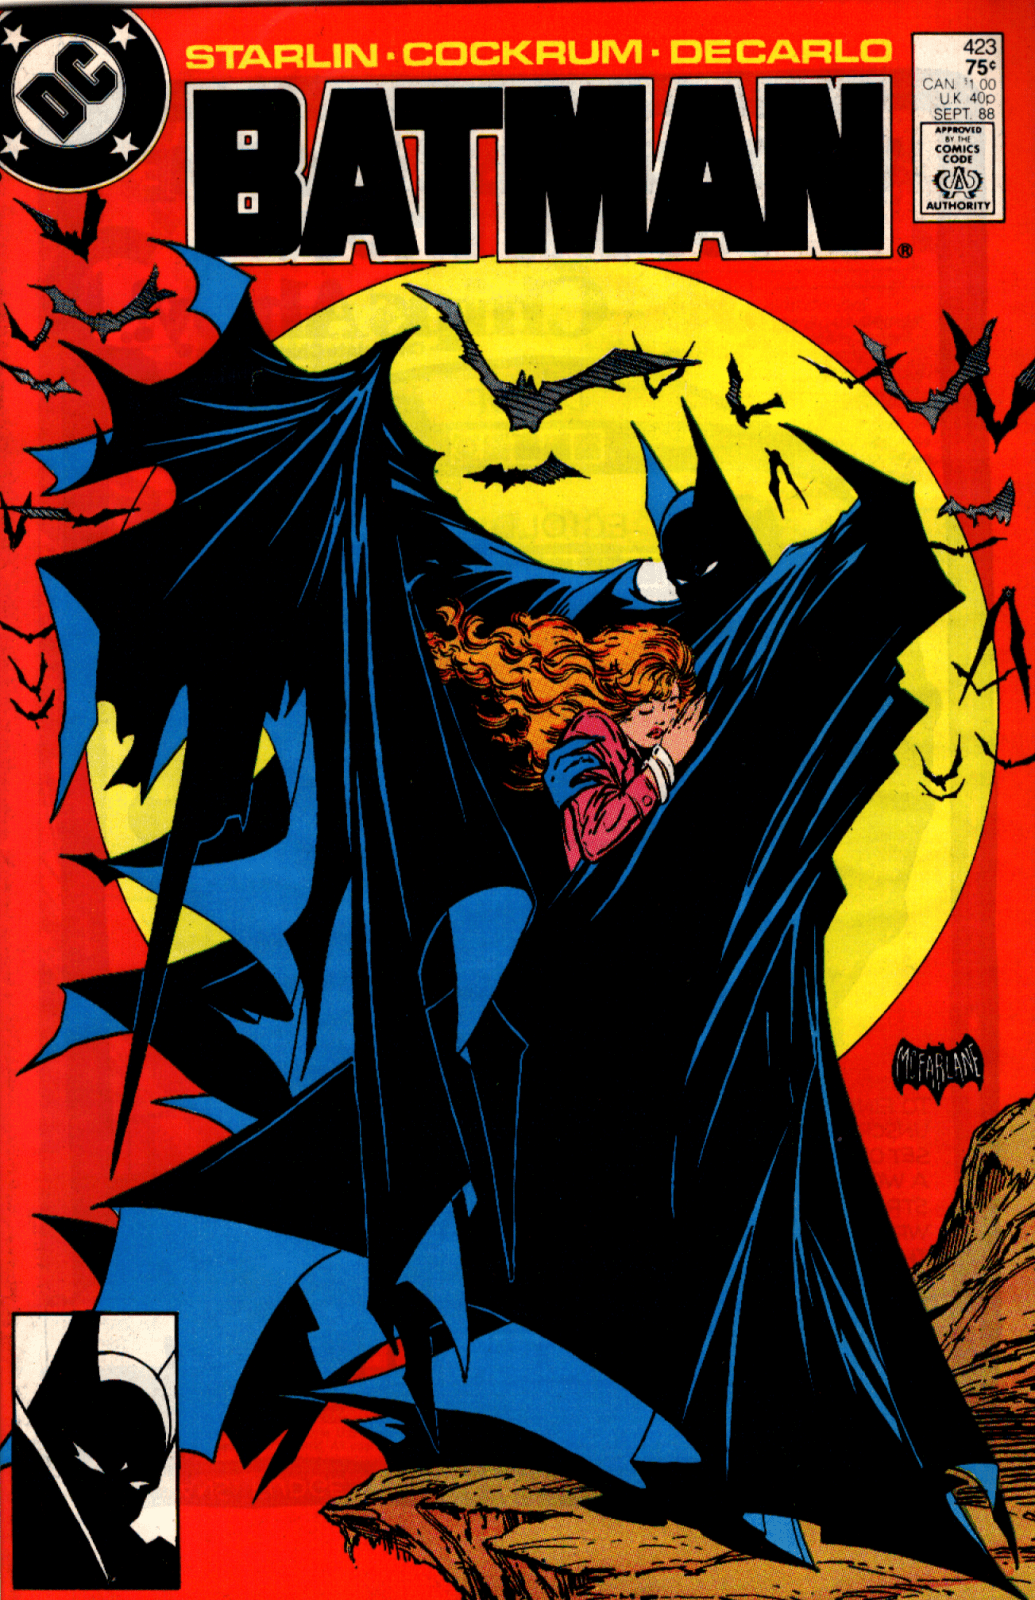 DC
STARLIN · COCKRUM · DECARLO
BATMAN®
423
75¢
CAN. $1.00
U.K. 40p
SEPT. 88
APPROVED
BY THE
COMICS
CODE
CA
AUTHORITY
McFARLANE